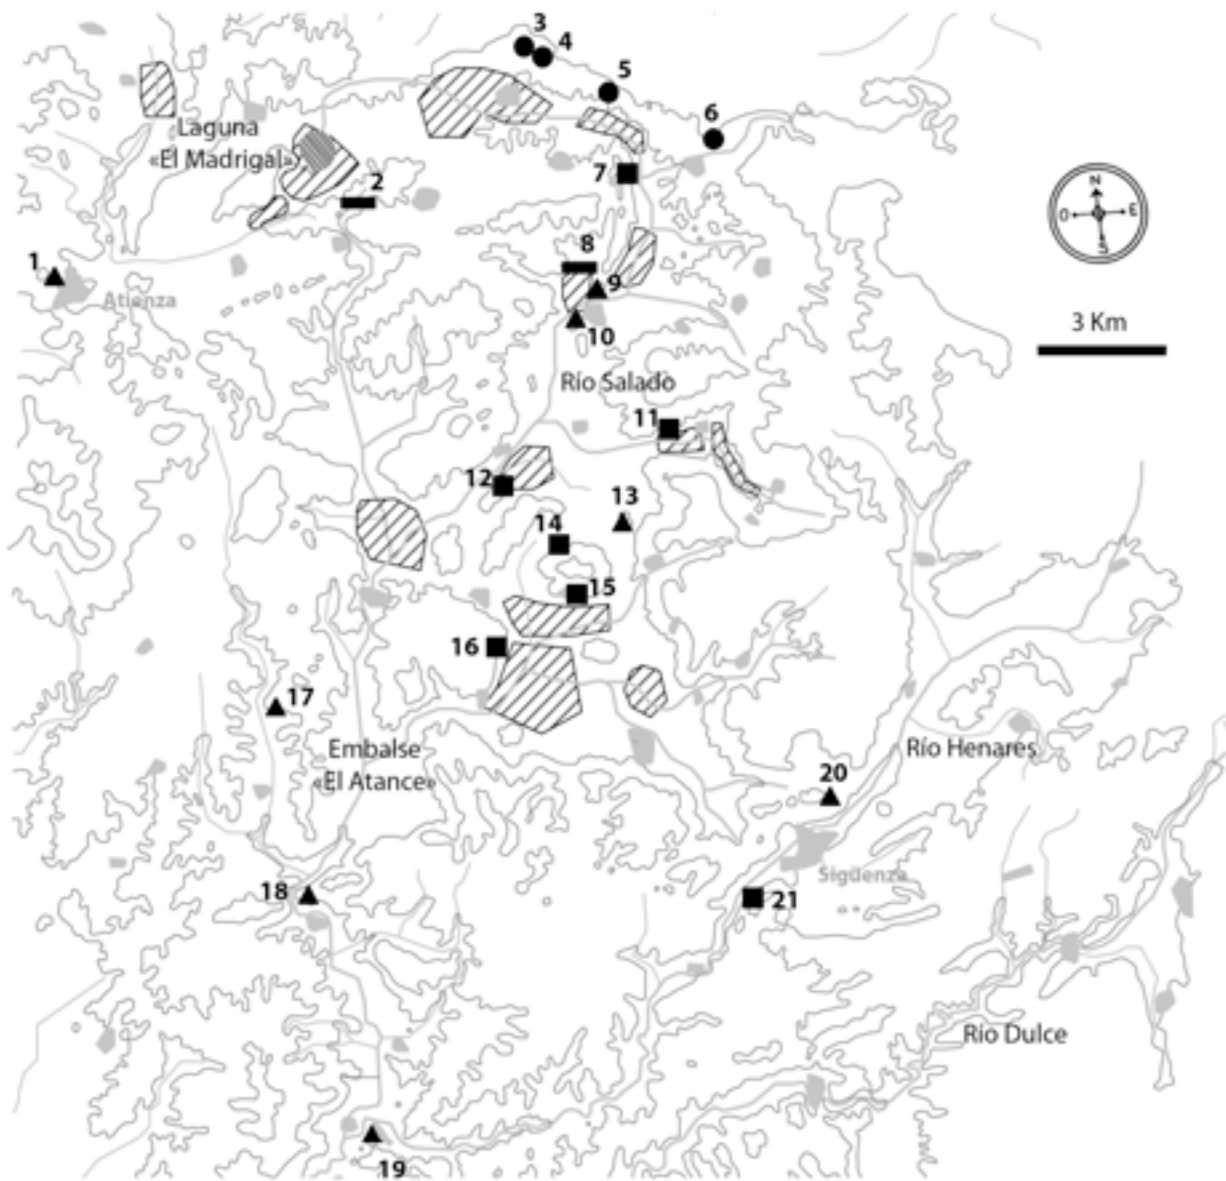 3
4
5
6
Laguna
«El Madrigal»
2
7
N
O
E
S
8
1
Atienza
9
3 Km
10
Río Salado
11
12
13
14
15
16
17
Embalse
«El Atance»
Río Henares
20
Sigüenza
18
21
Río Dulce
19